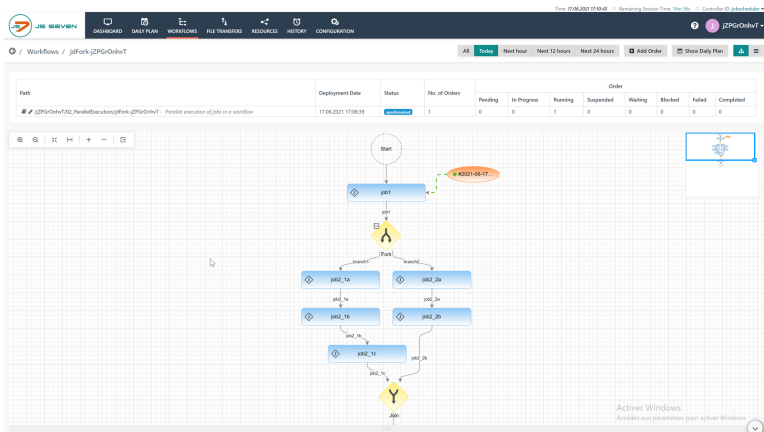 Time: 17.06.2021 17:10:43 Remaining Session Time: 14m 56s Controller ID: jobscheduler
JS7 JS SEVEN
DASHBOARD DAILY PLAN WORKFLOWS FILE TRANSFERS RESOURCES HISTORY CONFIGURATION
? J jZPGrOnhvT
/ Workflows / jdFork-jZPGrOnhvT
All Today Next hour Next 12 hours Next 24 hours Add Order Show Daily Plan
Path Deployment Date Status No. of Orders Order
Pending In Progress Running Suspended Waiting Blocked Failed Completed
/jZPGrOnhvT/02_ParallelExecution/jdFork-jZPGrOnhvT - Parallel execution of jobs in a workflow 17.06.2021 17:06:39 synchronized 1 0 0 1 0 0 0 0 0
Start
#2021-06-17...
job1
job1
Fork
branch1 branch2
job2_1a job2_2a
job2_1a job2_2a
job2_1b job2_2b
job2_1b
job2_1c
job2_2b
job2_1c
Join
Activer Windows
Accédez aux paramètres pour activer Windows.